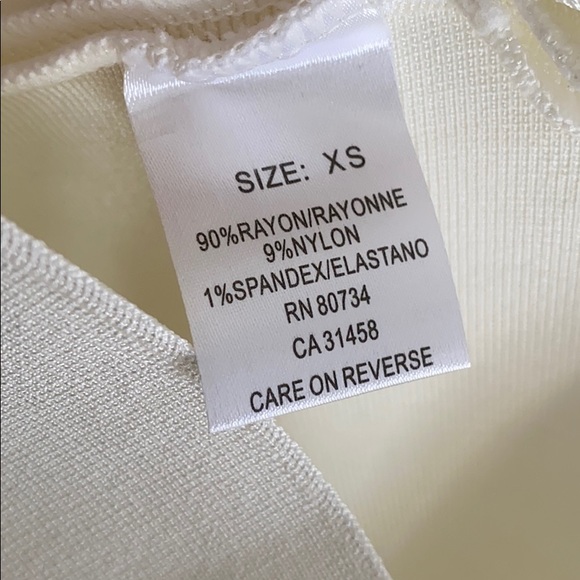 SIZE: XS
90%RAYON/RAYONNE
9%NYLON
1%SPANDEX/ELASTANO
RN 80734
CA 31458
CARE ON REVERSE